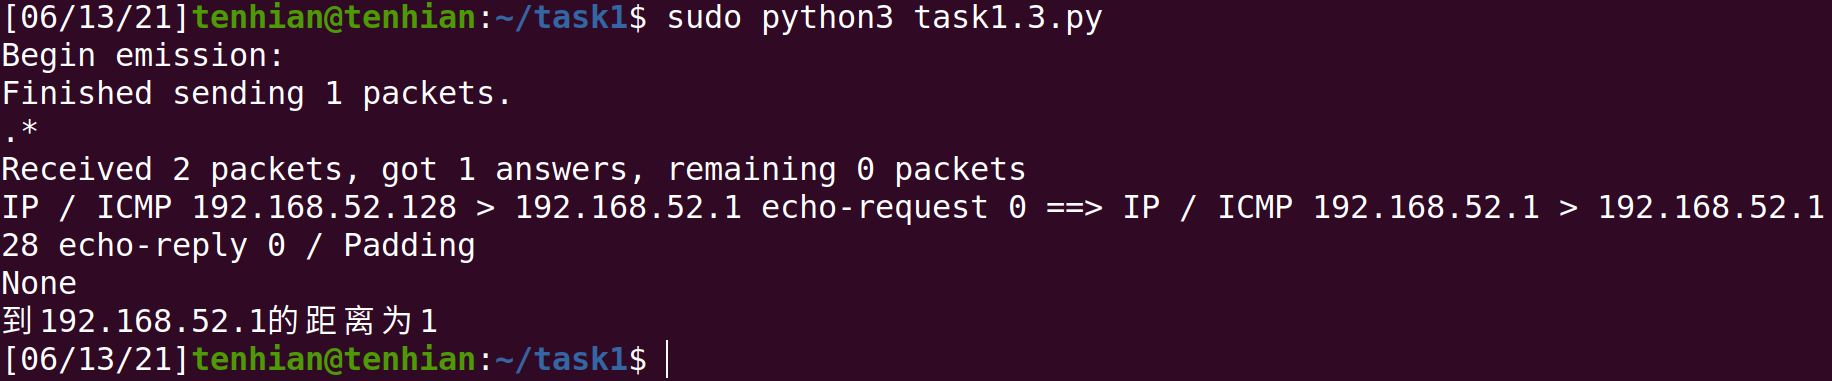 [06/13/21]tenhian@tenhian:~/task1$ sudo python3 task1.3.py
Begin emission:
Finished sending 1 packets.
.*
Received 2 packets, got 1 answers, remaining 0 packets
IP / ICMP 192.168.52.128 > 192.168.52.1 echo-request 0 ==> IP / ICMP 192.168.52.1 > 192.168.52.1
28 echo-reply 0 / Padding
None
到192.168.52.1的距离为1
[06/13/21]tenhian@tenhian:~/task1$